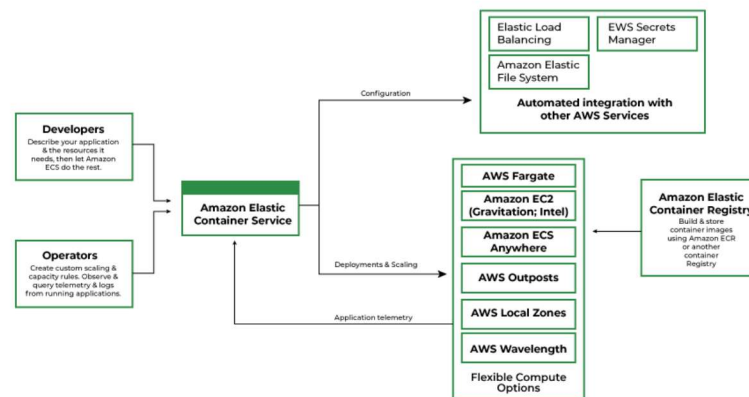 Elastic Load
Balancing
EWS Secrets
Manager
Amazon Elastic
File System
Automated integration with
other AWS Services
Configuration
Developers
Describe your application
& the resources it
needs, then let Amazon
ECS do the rest.
Amazon Elastic
Container Service
Operators
Create custom scaling &
capacity rules. Observe &
query telemetry & logs
from running applications.
Deployments & Scaling
Application telemetry
AWS Fargate
Amazon EC2
(Gravitation; Intel)
Amazon ECS
Anywhere
AWS Outposts
AWS Local Zones
AWS Wavelength
Flexible Compute
Options
Amazon Elastic
Container Registry
Build & store
container images
using Amazon ECR
or another
container
Registry